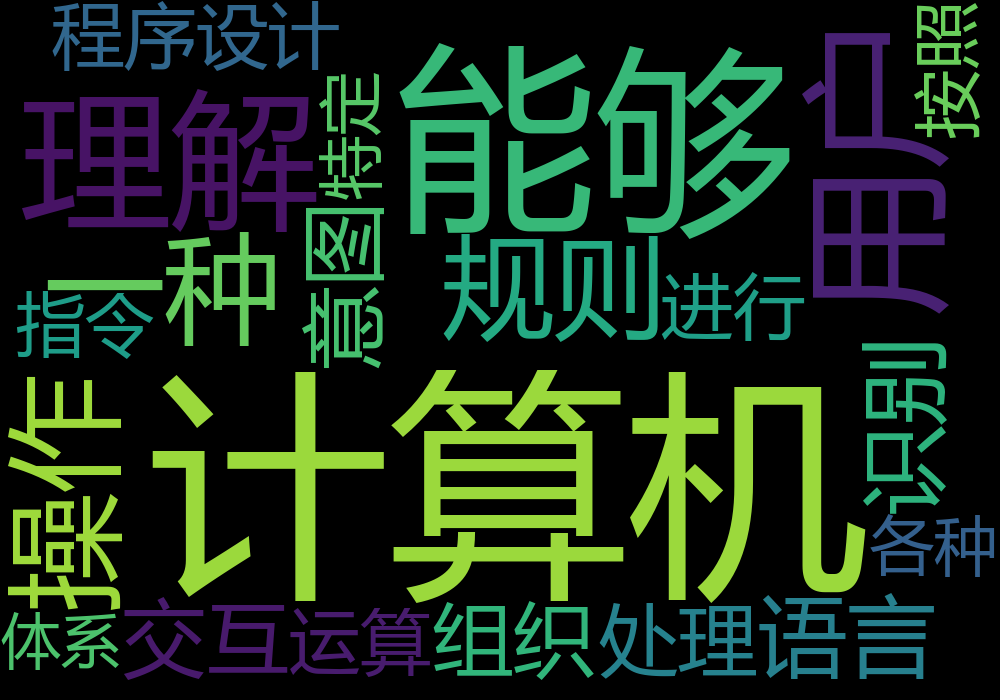 程序设计
理解
特定
能够
用户
按照
一种
意图
规则
进行
指令
计算机
识别
操作
各种
体系
交互
运算
组织
处理
语言